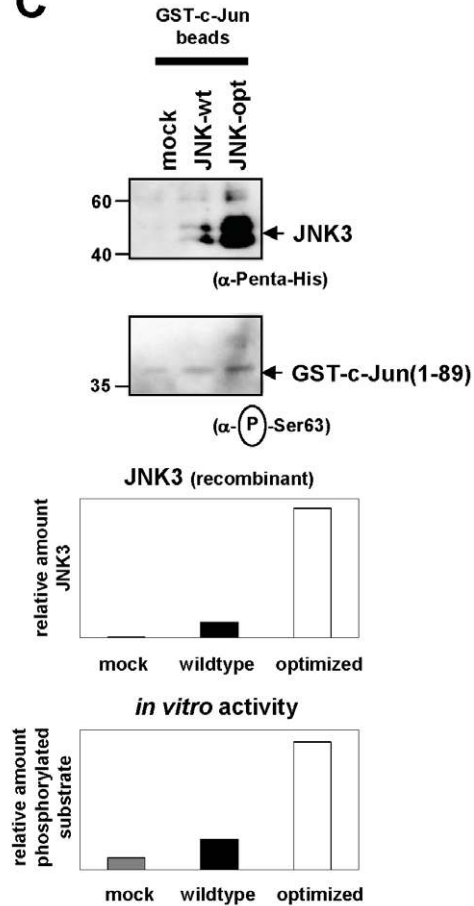 C
GST-c-Jun
beads
mock
JNK-wt
JNK-opt
60
JNK3
40
(α-Penta-His)
GST-c-Jun(1-89)
35
(α-P-Ser63)
JNK3 (recombinant)
relative amount
JNK3
mock wildtype optimized
in vitro activity
relative amount
phosphorylated
substrate
mock wildtype optimized